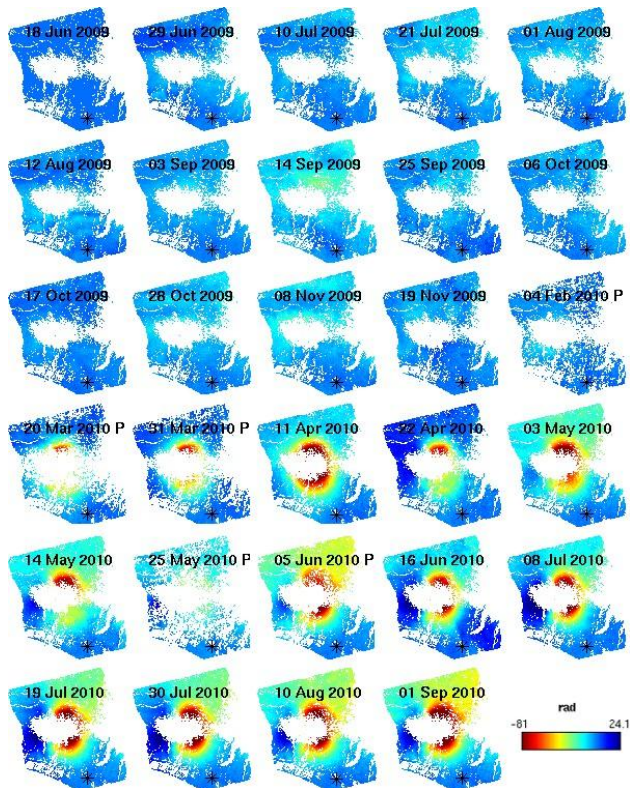 18 Jun 2009 29 Jun 2009 10 Jul 2009 21 Jul 2009 01 Aug 2009
12 Aug 2009 03 Sep 2009 14 Sep 2009 25 Sep 2009 06 Oct 2009
17 Oct 2009 28 Oct 2009 08 Nov 2009 19 Nov 2009 04 Feb 2010 P
20 Mar 2010 P 31 Mar 2010 P 11 Apr 2010 22 Apr 2010 03 May 2010
14 May 2010 25 May 2010 P 05 Jun 2010 P 16 Jun 2010 08 Jul 2010
19 Jul 2010 30 Jul 2010 10 Aug 2010 01 Sep 2010
rad
-81 24.1